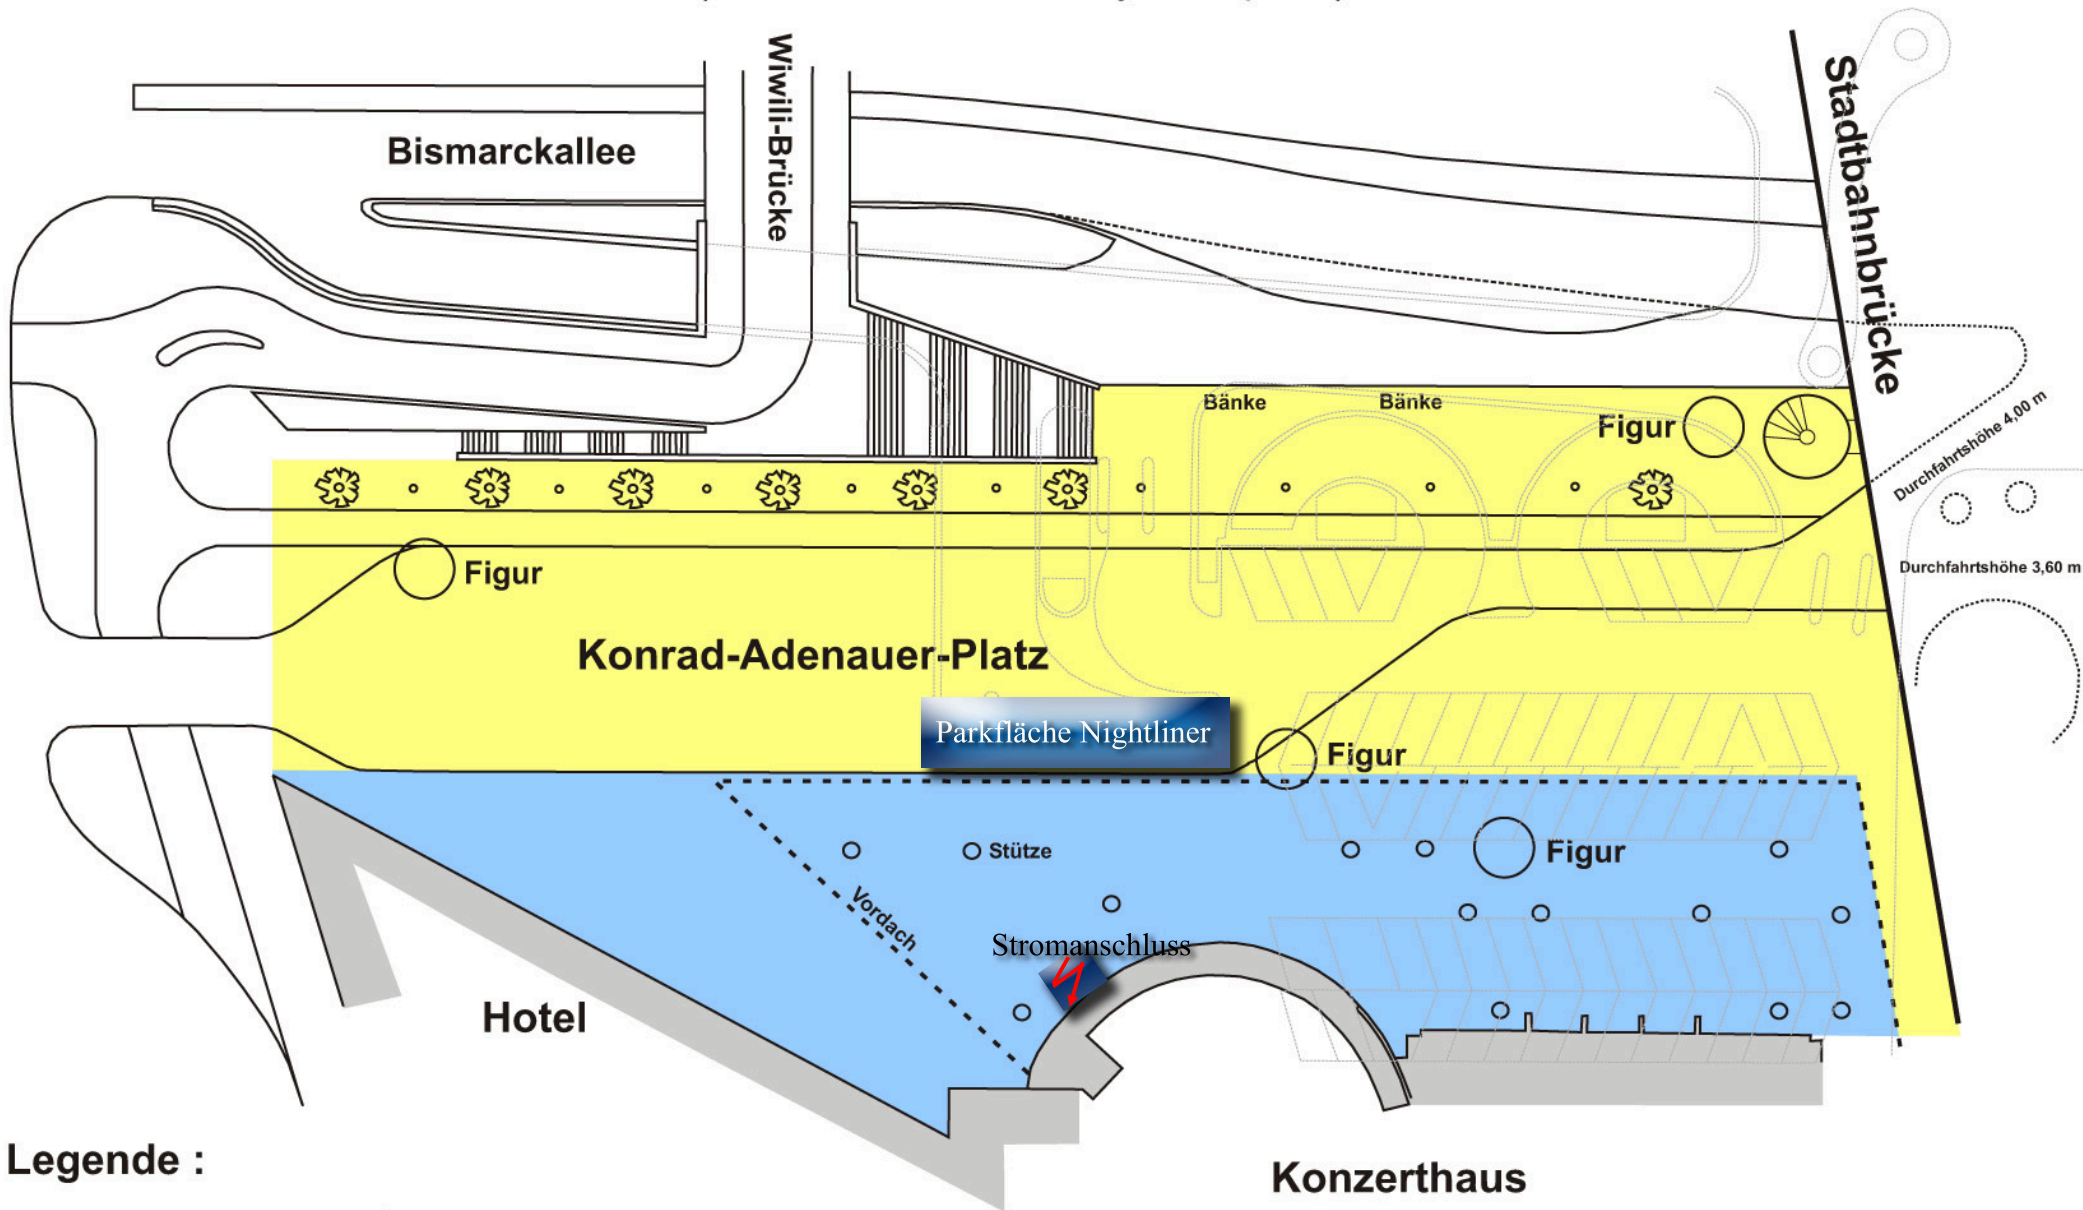 Wiwili-Brücke
Stadtbahnbrücke
Bismarckallee
Bänke
Bänke
Figur
Durchfahrtshöhe 4,00 m
Durchfahrtshöhe 3,60 m
Figur
Konrad-Adenauer-Platz
Parkfläche Nightliner
Figur
Stütze
Figur
Vordach
Stromanschluss
Hotel
Legende :
Konzerthaus